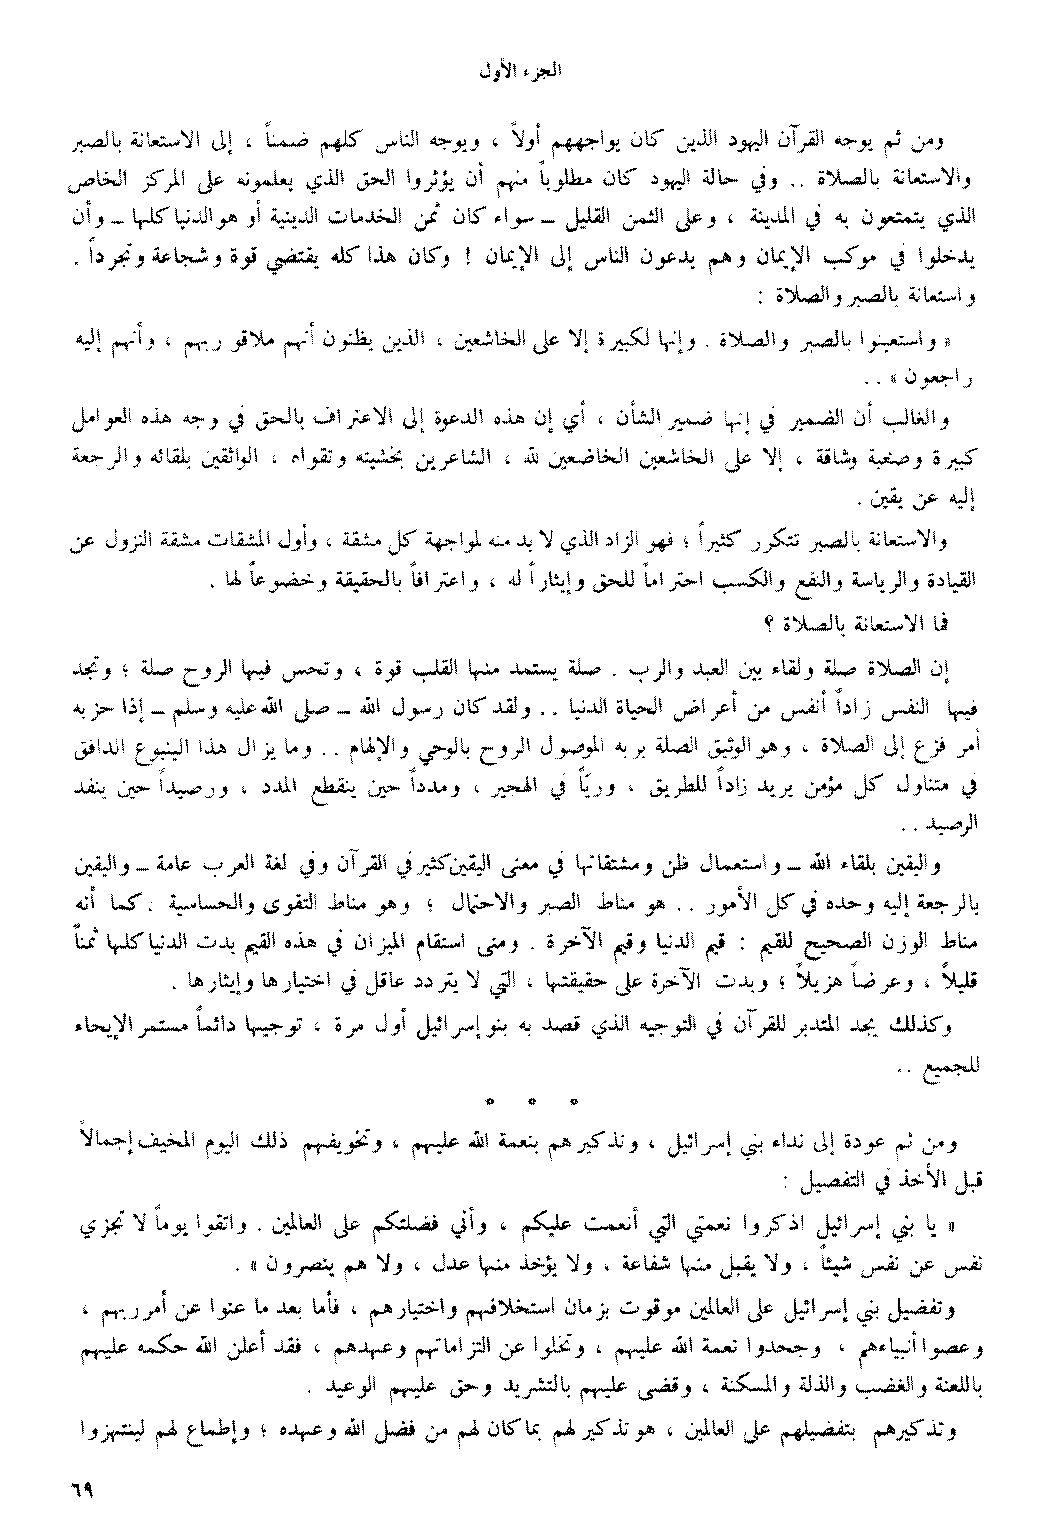 الجزء الأول
ومن ثم يوجه القرآن اليهود الذين كان يواجههم أولاً ، ويوجه الناس كلهم ضمناً ، إلى الاستعانة بالصبر
والاستعانة بالصلاة .. وفي حالة اليهود كان مطلوباً منهم أن يؤثروا الحق الذي يعلمونه على المركز الخاص
الذي يتمتعون به في المدينة ، وعلى الثمن القليل – سواء كان ثمن الخدمات الدينية أو هو الدنيا كلها – وأن
يدخلوا في موكب الإيمان وهم يدعون الناس إلى الإيمان ! وكان هذا كله يقتضي قوة وشجاعة وتجرداً .
واستعانة بالصبر والصلاة :
« واستعينوا بالصبر والصلاة . وإنها لكبيرة إلا على الخاشعين ، الذين يظنون أنهم ملاقو ربهم ، وأنهم إليه
راجعون » ..
والغالب أن الضمير في إنها ضمير الشأن ، أي إن هذه الدعوة إلى الاعتراف بالحق في وجه هذه العوامل
كبيرة وصعبة وشاقة ، إلا على الخاشعين الخاضعين لله ، الشاعرين بخشيته وتقواه ، الواثقين بلقائه والرجعة
إليه عن يقين .
والاستعانة بالصبر تتكرر كثيراً ؛ فهو الزاد الذي لا بد منه لمواجهة كل مشقة ، وأول المشقات مشقة النزول عن
القيادة والرياسة والنفع والكسب احتراماً للحق وإيثاراً له ، واعترافاً بالحقيقة وخضوعاً لها .
فما الاستعانة بالصلاة ؟
إن الصلاة صلة ولقاء بين العبد والرب . صلة يستمد منها القلب قوة ، وتحس فيها الروح صلة ؛ وتجد
فيها النفس زاداً أنفس من أعراض الحياة الدنيا .. ولقد كان رسول الله – صلى الله عليه وسلم – إذا حزبه
أمر فزع إلى الصلاة ، وهو الوثيق الصلة بربه الموصول الروح بالوحي والإلهام .. وما يزال هذا الينبوع الدافق
في متناول كل مؤمن يريد زاداً للطريق ، ورياً في الهجير ، ومدداً حين ينقطع المدد ، ورصيداً حين ينفد
الرصيد ..
واليقين بلقاء الله – واستعمال ظن ومشتقاتها في معنى اليقين كثير في القرآن وفي لغة العرب عامة – واليقين
بالرجعة إليه وحده في كل الأمور .. هو مناط الصبر والاحتمال ؛ وهو مناط التقوى والحساسية . كما أنه
مناط الوزن الصحيح للقيم : قيم الدنيا وقيم الآخرة . ومتى استقام الميزان في هذه القيم بدت الدنيا كلها ثمناً
قليلاً ، وعرضاً هزيلاً ؛ وبدت الآخرة على حقيقتها ، التي لا يتردد عاقل في اختيارها وإيثارها .
وكذلك يجد المتدبر للقرآن في التوجيه الذي قصد به بنو إسرائيل أول مرة ، توجيهاً دائماً مستمر الإيحاء
للجميع ..
* * *
ومن ثم عودة إلى نداء بني إسرائيل ، وتذكيرهم بنعمة الله عليهم ، وتخويفهم ذلك اليوم المخيف إجمالاً
قبل الأخذ في التفصيل :
« يا بني إسرائيل اذكروا نعمتي التي أنعمت عليكم ، وأني فضلتكم على العالمين . واتقوا يوماً لا تجزي
نفس عن نفس شيئاً ، ولا يقبل منها شفاعة ، ولا يؤخذ منها عدل ، ولا هم ينصرون » .
وتفضيل بني إسرائيل على العالمين موقوت بزمان استخلافهم واختيارهم ، فأما بعد ما عتوا عن أمر ربهم ،
وعصوا أنبياءهم ، وجحدوا نعمة الله عليهم ، وتخلوا عن التزاماتهم وعهدهم ، فقد أعلن الله حكمه عليهم
باللعنة والغضب والذلة والمسكنة ، وقضى عليهم بالتشريد وحق عليهم الوعيد .
وتذكيرهم بتفضيلهم على العالمين ، هو تذكير لهم بما كان لهم من فضل الله وعهده ؛ وإطماع لهم لينتهزوا
٦٩